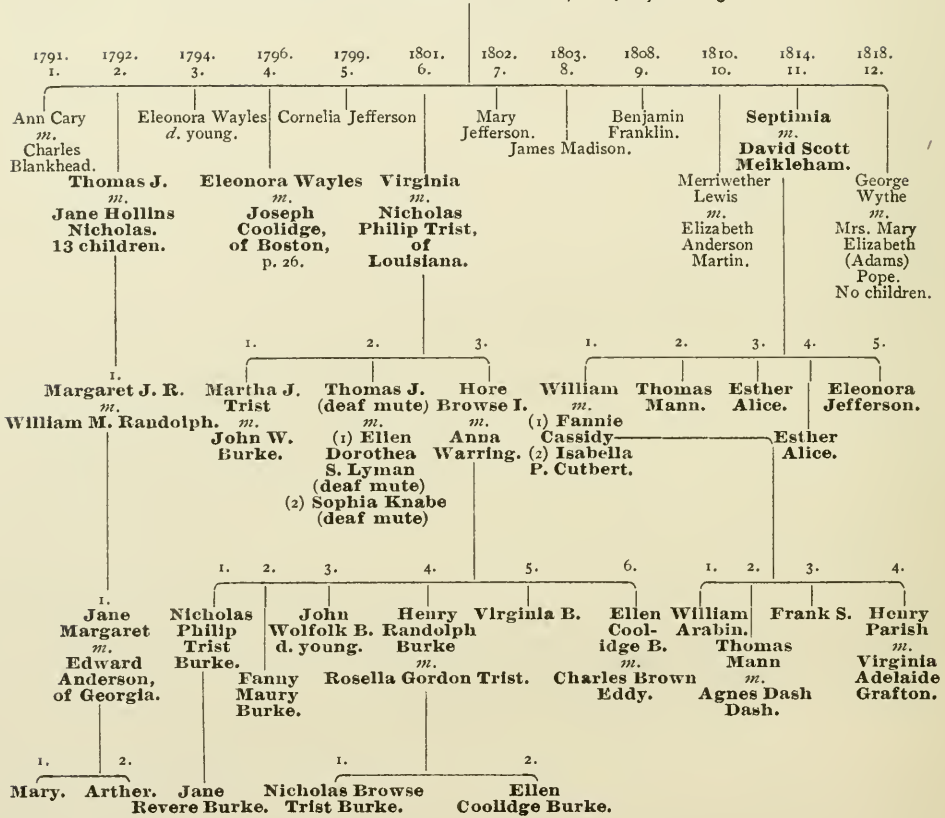 1791. 1792. 1794. 1796. 1799. 1801. 1802. 1803. 1808. 1810. 1814. 1818.
1. 2. 3. 4. 5. 6. 7. 8. 9. 10. 11. 12.
Ann Cary
m.
Charles
Blankhead.
Thomas J.
m.
Jane Hollins
Nicholas.
13 children.
Eleonora Wayles
d. young.
Eleonora Wayles
m.
Joseph
Coolidge,
of Boston,
p. 26.
Cornelia Jefferson
Virginia
m.
Nicholas
Philip Trist,
of
Louisiana.
Mary
Jefferson.
James Madison.
Benjamin
Franklin.
Merriwether
Lewis
m.
Elizabeth
Anderson
Martin.
Septimia
m.
David Scott
Meikleham.
George
Wythe
m.
Mrs. Mary
Elizabeth
(Adams)
Pope.
No children.
1.
Margaret J. R.
m.
William M. Randolph.
1. 2. 3.
Martha J.
Trist
m.
John W.
Burke.
Thomas J.
(deaf mute)
m.
(1) Ellen
Dorothea
S. Lyman
(deaf mute)
(2) Sophia Knabe
(deaf mute)
Hore
Browse I.
m.
Anna
Warring.
1. 2. 3. 4. 5.
William
m.
(1) Fannie
Cassidy
(2) Isabella
P. Cutbert.
Thomas
Mann.
Esther
Alice.
Esther
Alice.
Eleonora
Jefferson.
1.
Jane
Margaret
m.
Edward
Anderson,
of Georgia.
1. 2. 3. 4. 5. 6.
Nicholas
Philip
Trist
Burke.
Fanny
Maury
Burke.
John
Wolfolk B.
d. young.
Henry
Randolph
Burke
m.
Rosella Gordon Trist.
Virginia B.
Ellen
Cool-
idge B.
m.
Charles Brown
Eddy.
1. 2. 3. 4.
William
Arabin.
Thomas
Mann
m.
Agnes Dash
Dash.
Frank S.
Henry
Parish
m.
Virginia
Adelaide
Grafton.
1. 2.
Mary. Arther.
Jane
Revere Burke.
1. 2.
Nicholas Browse
Trist Burke.
Ellen
Coolidge Burke.